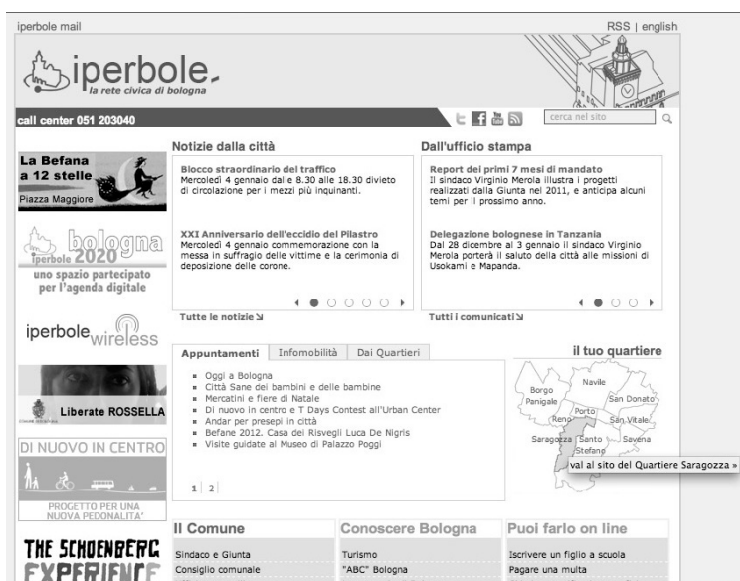 iperbole mail
RSS | english
iperbole
la rete civica di bologna
call center 051 203040
cerca nel sito
La Befana
a 12 stelle
Piazza Maggiore
iperbole
bologna
2020
uno spazio partecipato
per l'agenda digitale
iperbole wireless
Liberate ROSSELLA
DI NUOVO IN CENTRO
PROGETTO PER UNA
NUOVA PEDONALITA'
THE SCHOENBERG
EXPERIENCE
Notizie dalla città
Blocco straordinario del traffico
Mercoledì 4 gennaio dale 8.30 alle 18.30 divieto
di circolazione per i mezzi più inquinanti.
XXI Anniversario dell'eccidio del Pilastro
Mercoledì 4 gennaio commemorazione con la
messa in suffragio delle vittime e la cerimonia di
deposizione delle corone.
Tutte le notizie
Dall'ufficio stampa
Report dei primi 7 mesi di mandato
Il sindaco Virginio Merola illustra i progetti
realizzati dalla Giunta nel 2011, e anticipa alcuni
temi per il prossimo anno.
Delegazione bolognese in Tanzania
Dal 28 dicembre al 3 gennaio il sindaco Virginio
Merola porterà il saluto della città alle missioni di
Usokami e Mapanda.
Tutti i comunicati
Appuntamenti
Infomobilità
Dai Quartieri
Oggi a Bologna
Città Sane dei bambini e delle bambine
Mercatini e fiere di Natale
Di nuovo in centro e T Days Contest all'Urban Center
Andar per presepi in città
Befane 2012. Casa dei Risvegli Luca De Nigris
Visite guidate al Museo di Palazzo Poggi
1 | 2 |
il tuo quartiere
Borgo
Panigale
Navile
San Donato
Reno
Porto
San Vitale
Saragozza
Santo
Stefano
Savena
vai al sito del Quartiere Saragozza »
Il Comune
Sindaco e Giunta
Consiglio comunale
Conoscere Bologna
Turismo
"ABC" Bologna
Puoi farlo on line
Iscrivere un figlio a scuola
Pagare una multa